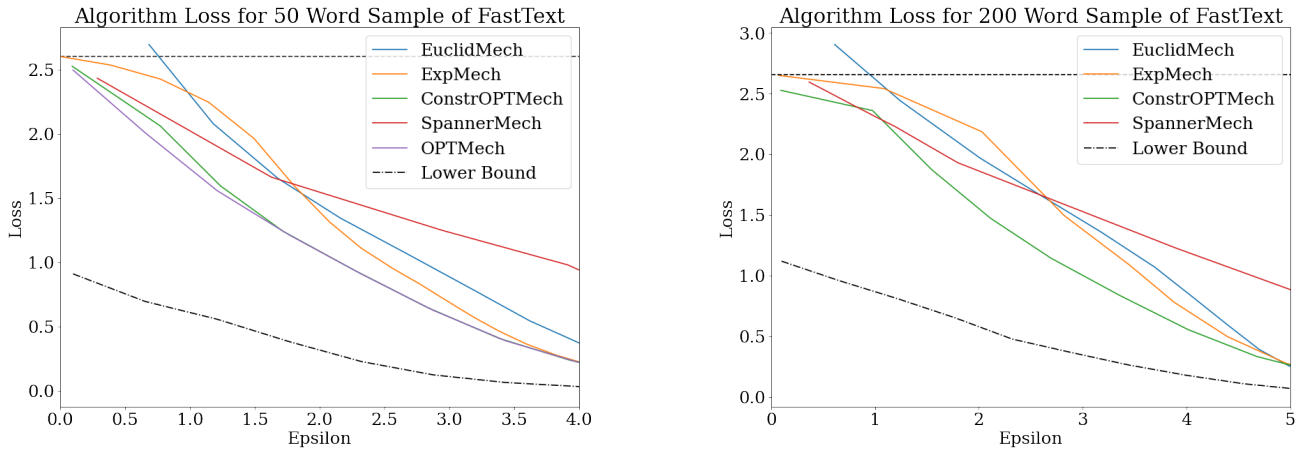 Algorithm Loss for 50 Word Sample of FastText
EuclidMech
ExpMech
ConstrOPTMech
SpannerMech
OPTMech
Lower Bound
Loss
2.5
2.0
1.5
1.0
0.5
0.0
0.0
0.5
1.0
1.5
2.0
2.5
3.0
3.5
4.0
Epsilon
Algorithm Loss for 200 Word Sample of FastText
EuclidMech
ExpMech
ConstrOPTMech
SpannerMech
Lower Bound
Loss
3.0
2.5
2.0
1.5
1.0
0.5
0.0
0
1
2
3
4
5
Epsilon